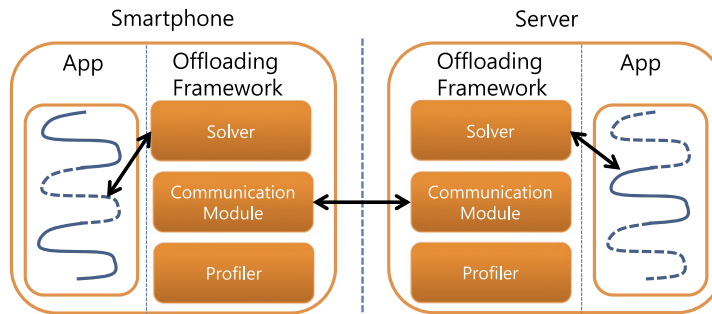 Smartphone
Server
App
Offloading
Framework
Solver
Communication
Module
Profiler
Offloading
Framework
App
Solver
Communication
Module
Profiler